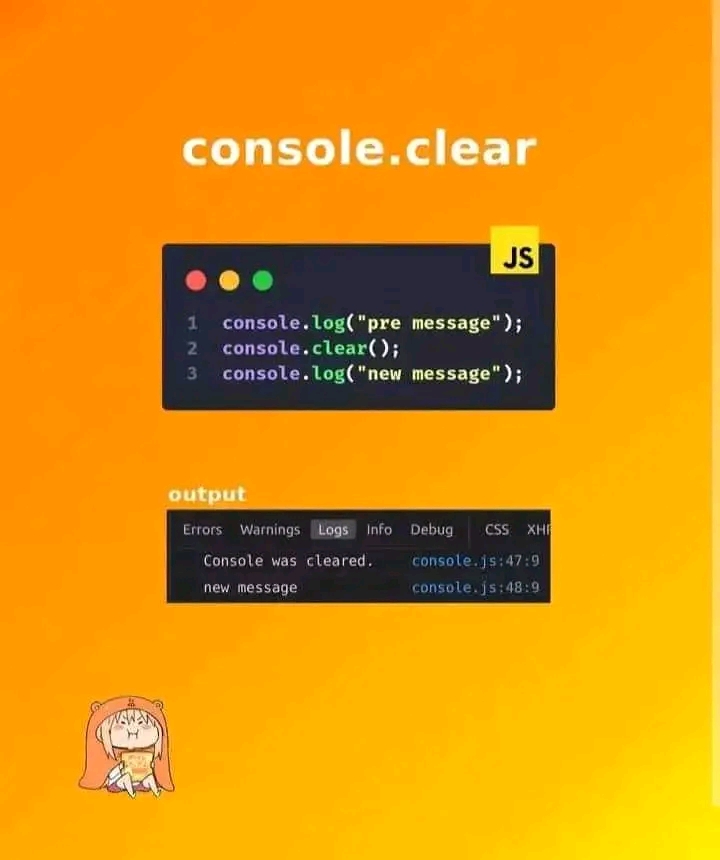 console.clear
JS
1 console.log("pre message");
2 console.clear();
3 console.log("new message");
output
Errors Warnings Logs Info Debug CSS XHR
Console was cleared. console.js:47:9
new message console.js:48:9